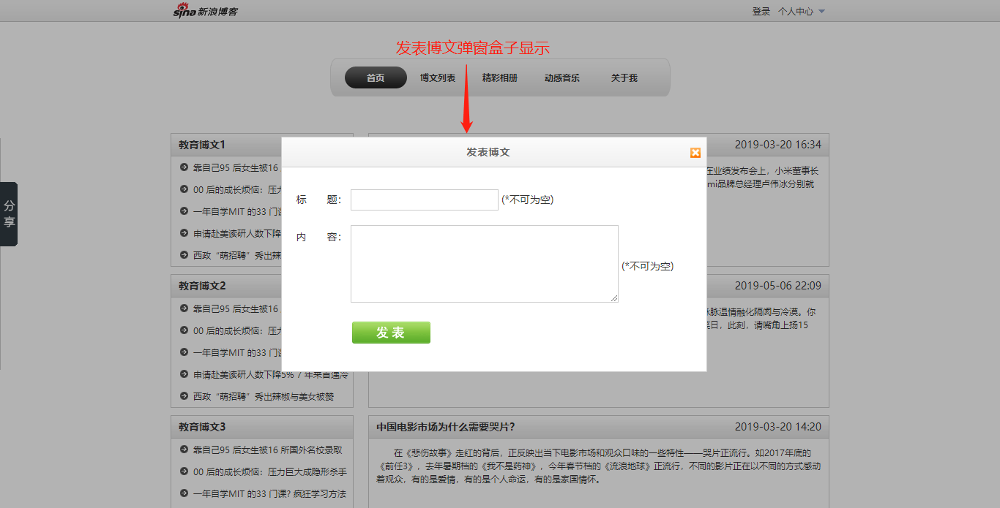 sina 新浪博客
登录 个人中心
发表博文弹窗盒子显示
首页 博文列表 精彩相册 动感音乐 关于我
分享
教育博文1
靠自己95 后女生被16
00 后的成长烦恼：压力
一年自学MIT 的33 门课
申请赴美读研人数下降
西政“萌招聘”秀出辣
2019-03-20 16:34
在业绩发布会上，小米董事长
mi品牌总经理卢伟冰分别就
发表博文
标 题： (*不可为空)
内 容： (*不可为空)
发 表
教育博文2
靠自己95 后女生被16
00 后的成长烦恼：压力
一年自学MIT 的33 门课
申请赴美读研人数下降5% 7 年来首遇冷
西政“萌招聘”秀出辣椒与美女被赞
2019-05-06 22:09
脉温情融化隔阂与冷漠。你
日，此刻，请嘴角上扬15
教育博文3
靠自己95 后女生被16 所国外名校录取
00 后的成长烦恼：压力巨大成隐形杀手
一年自学MIT 的33 门课? 疯狂学习方法
中国电影市场为什么需要哭片？ 2019-03-20 14:20
在《悲伤故事》走红的背后，正反映出当下电影市场和观众口味的一些特性——哭片正流行。如2017年底的
《前任3》，去年暑期档的《我不是药神》，今年春节档的《流浪地球》正流行，不同的影片正在以不同的方式感动
着观众，有的是爱情，有的是个人命运，有的是家国情怀。